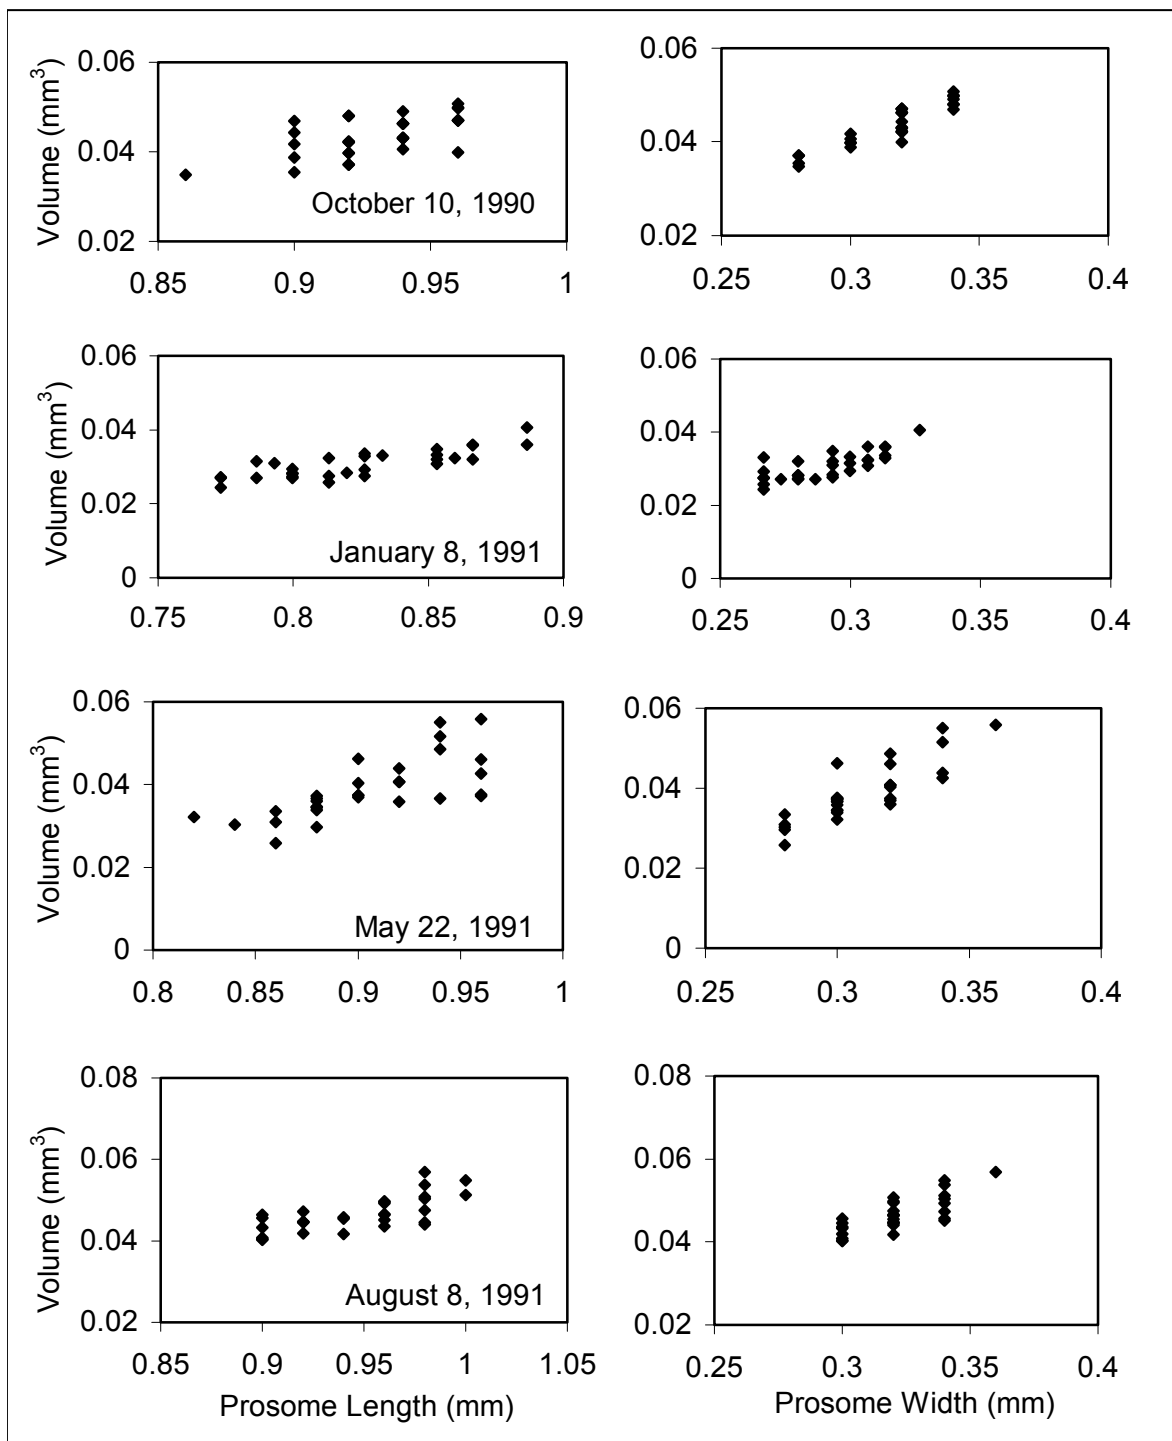 Volume (mm³)
0.06
0.04
0.02
October 10, 1990
0.85 0.9 0.95 1
0.06
0.04
0.02
0.25 0.3 0.35 0.4
Volume (mm³)
0.06
0.04
0.02
0
January 8, 1991
0.75 0.8 0.85 0.9
0.06
0.04
0.02
0
0.25 0.3 0.35 0.4
Volume (mm³)
0.06
0.04
0.02
0
May 22, 1991
0.8 0.85 0.9 0.95 1
0.06
0.04
0.02
0
0.25 0.3 0.35 0.4
Volume (mm³)
0.08
0.06
0.04
0.02
August 8, 1991
0.85 0.9 0.95 1 1.05
Prosome Length (mm)
0.08
0.06
0.04
0.02
0.25 0.3 0.35 0.4
Prosome Width (mm)